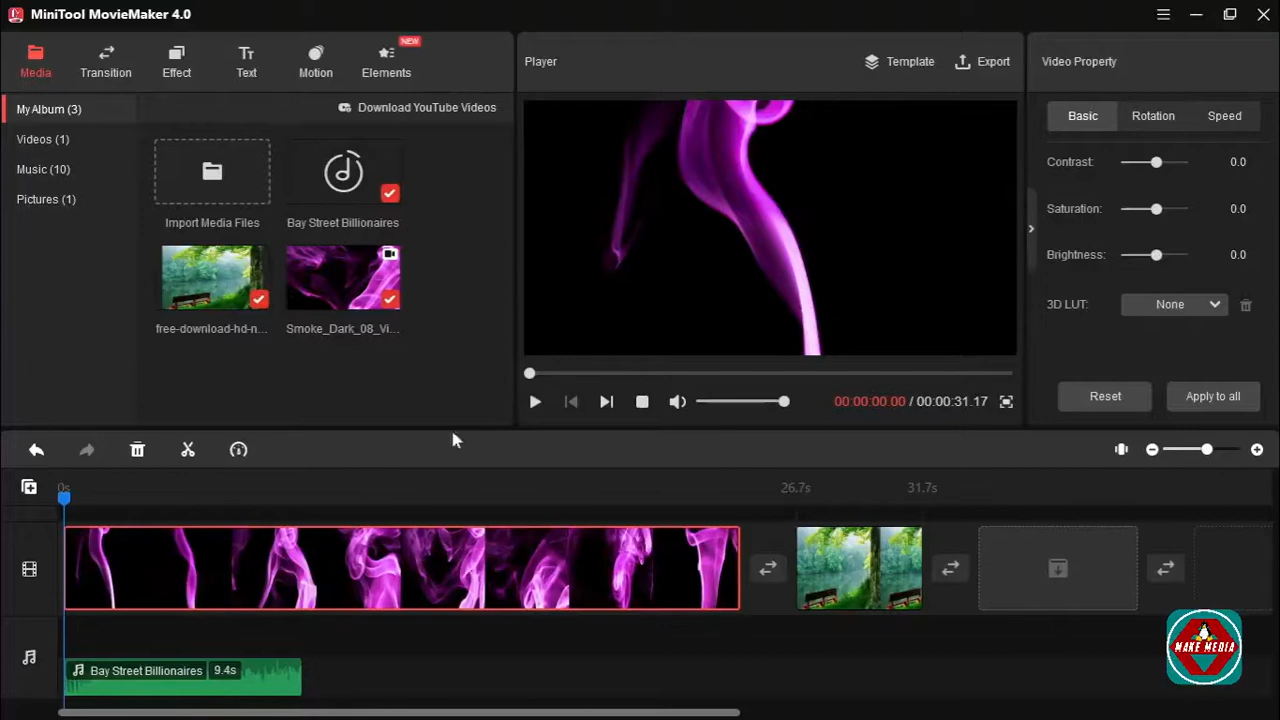 MiniTool MovieMaker 4.0
Media
Transition
Effect
Text
Motion
NEW
Elements
Player
Template
Export
Video Property
My Album (3)
Download YouTube Videos
Videos (1)
Music (10)
Pictures (1)
Import Media Files
Bay Street Billionaires
free-download-hd-n...
Smoke_Dark_08_Vi...
Basic
Rotation
Speed
Contrast:
0.0
Saturation:
0.0
Brightness:
0.0
3D LUT:
None
Reset
Apply to all
00:00:00.00 / 00:00:31.17
0s
26.7s
31.7s
Bay Street Billionaires
9.4s
MAKE MEDIA